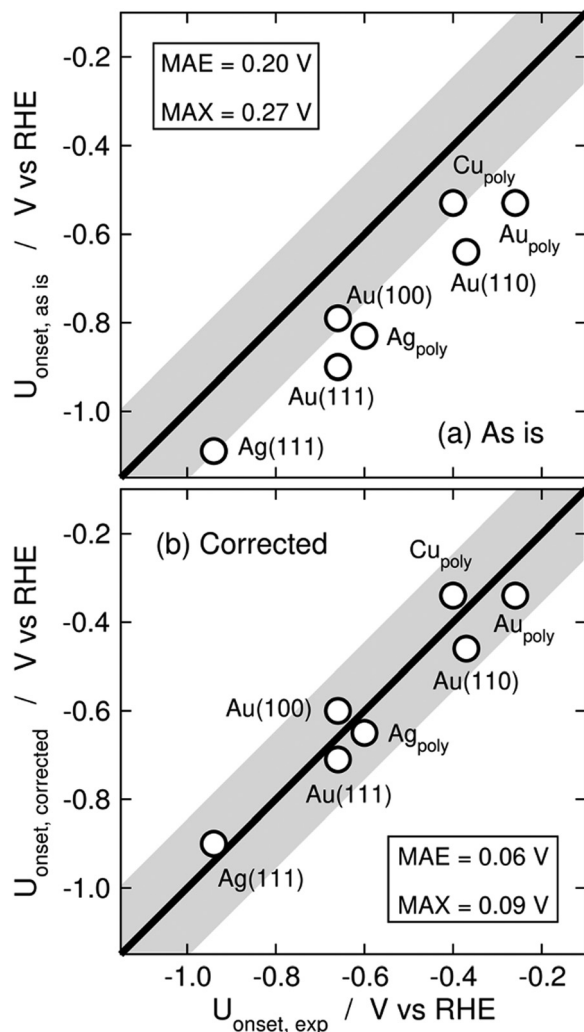 -0.2
-0.4
-0.6
-0.8
-1.0
U_onset, as is / V vs RHE
MAE = 0.20 V
MAX = 0.27 V
Cu_poly
Au_poly
Au(110)
Au(100)
Ag_poly
Au(111)
Ag(111)
(a) As is
-0.2
-0.4
-0.6
-0.8
-1.0
U_onset, corrected / V vs RHE
(b) Corrected
Cu_poly
Au_poly
Au(110)
Au(100)
Ag_poly
Au(111)
Ag(111)
MAE = 0.06 V
MAX = 0.09 V
-1.0 -0.8 -0.6 -0.4 -0.2
U_onset, exp / V vs RHE